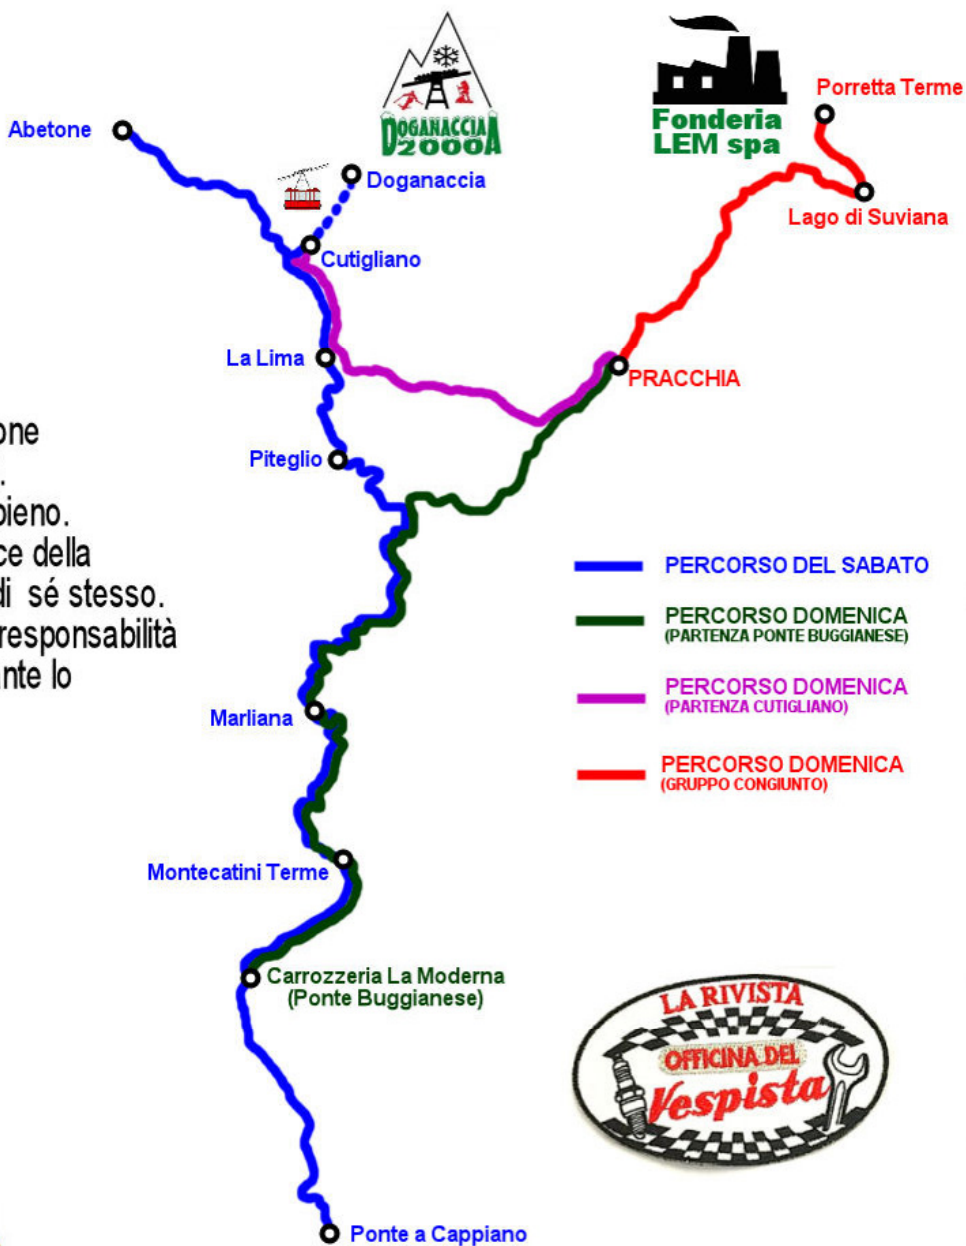 DOGANACCIA
2000
Fonderia
LEM spa
Porretta Terme
Abetone
Doganaccia
Lago di Suviana
Cutigliano
La Lima
PRACCHIA
one
.
pieno.
ce della
di sé stesso.
responsabilità
ante lo
Piteglio
PERCORSO DEL SABATO
PERCORSO DOMENICA
(PARTENZA PONTE BUGGIANESE)
PERCORSO DOMENICA
(PARTENZA CUTIGLIANO)
PERCORSO DOMENICA
(GRUPPO CONGIUNTO)
Marliana
Montecatini Terme
Carrozzeria La Moderna
(Ponte Buggianese)
LA RIVISTA
OFFICINA DEL
Vespista
Ponte a Cappiano